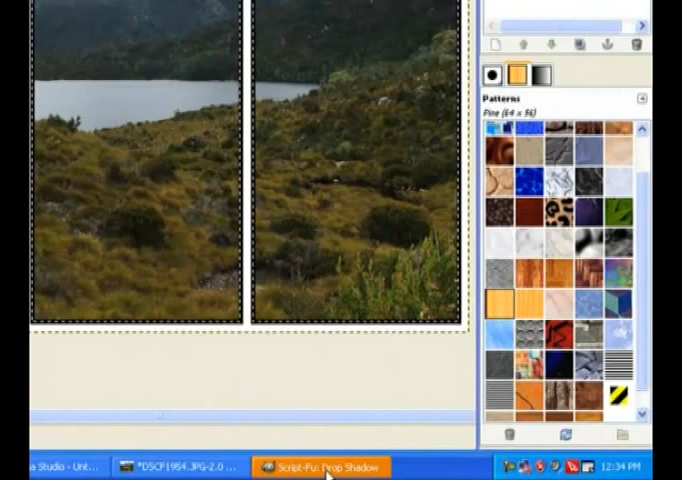 Patterns
Pine (64 x 56)
a Studio - Unt...
*DSCF1954.JPG-2.0 ...
Script-Fu: Drop Shadow
12:34 PM